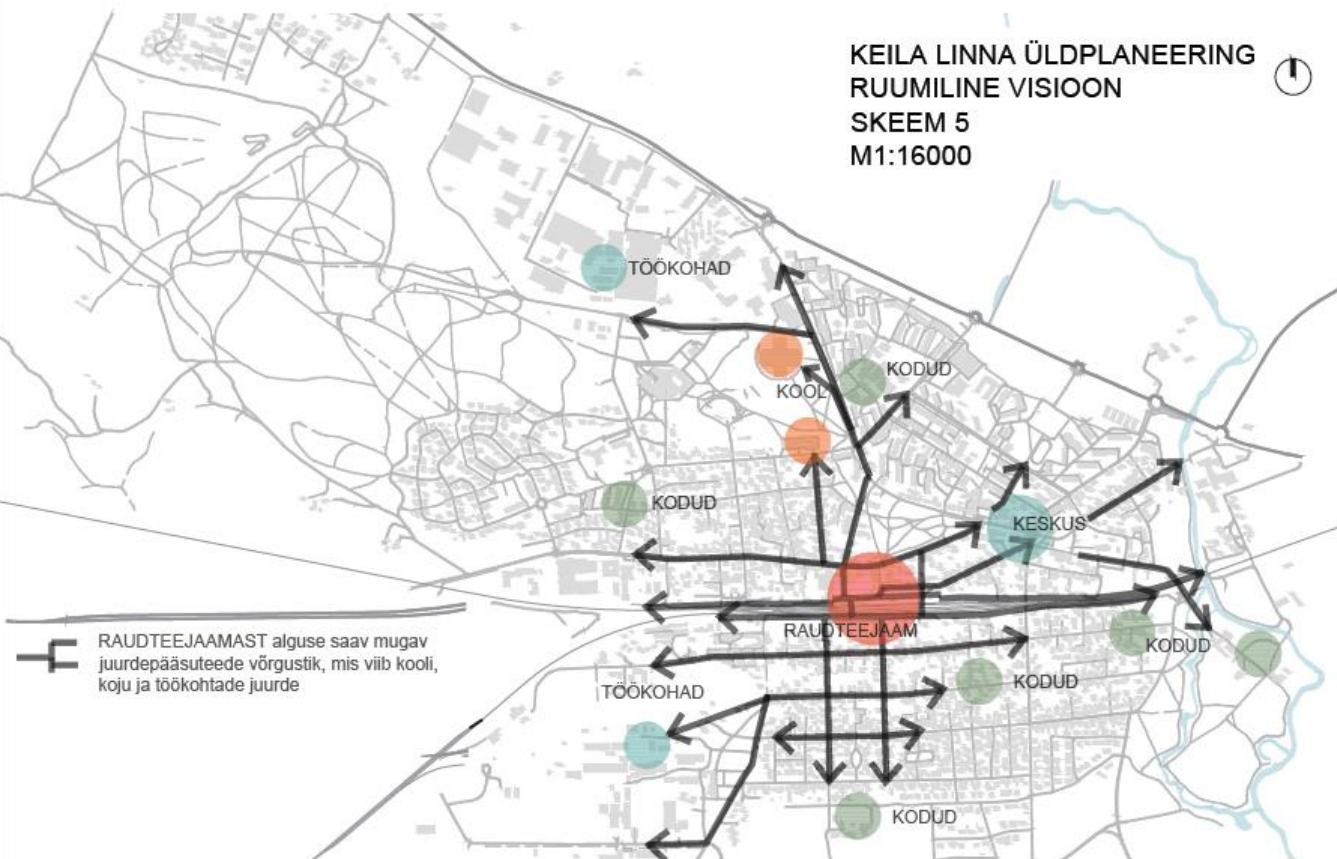 KEILA LINNA ÜLDPLANEERING
RUUMILINE VISIOON
SKEEM 5
M1:16000
TÖÖKOHAD
KODUD
KOOL
KODUD
KESKUS
RAUDTEEJAAM
RAUDTEEJAAMAST alguse saav mugav
juurdepääsuteede võrgustik, mis viib kooli,
koju ja töökohtade juurde
KODUD
KODUD
TÖÖKOHAD
KODUD